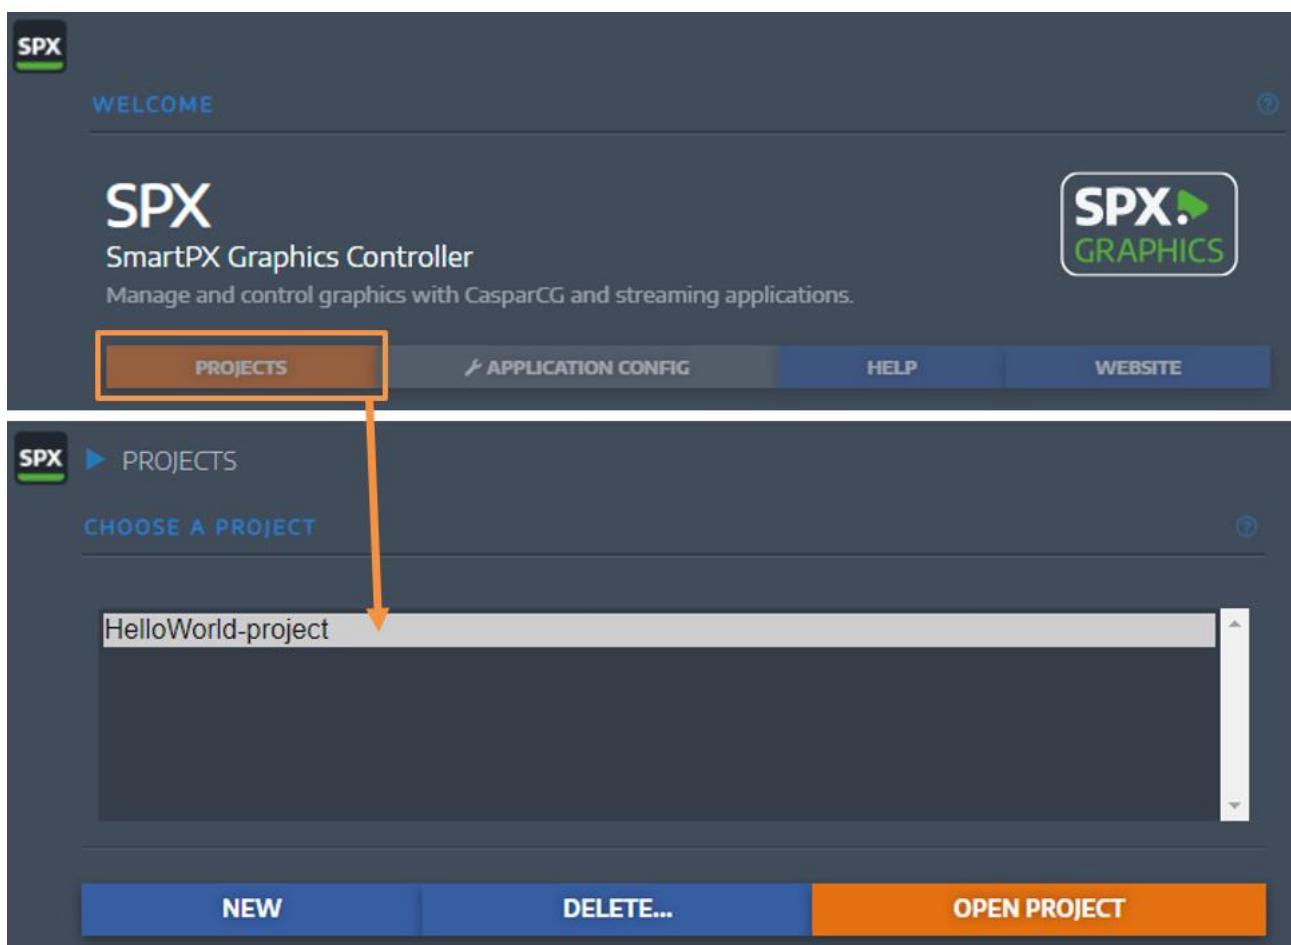 SPX
WELCOME
SPX
SmartPX Graphics Controller
Manage and control graphics with CasparCG and streaming applications.
SPX.
GRAPHICS
PROJECTS
APPLICATION CONFIG
HELP
WEBSITE
SPX
PROJECTS
CHOOSE A PROJECT
HelloWorld-project
NEW
DELETE...
OPEN PROJECT